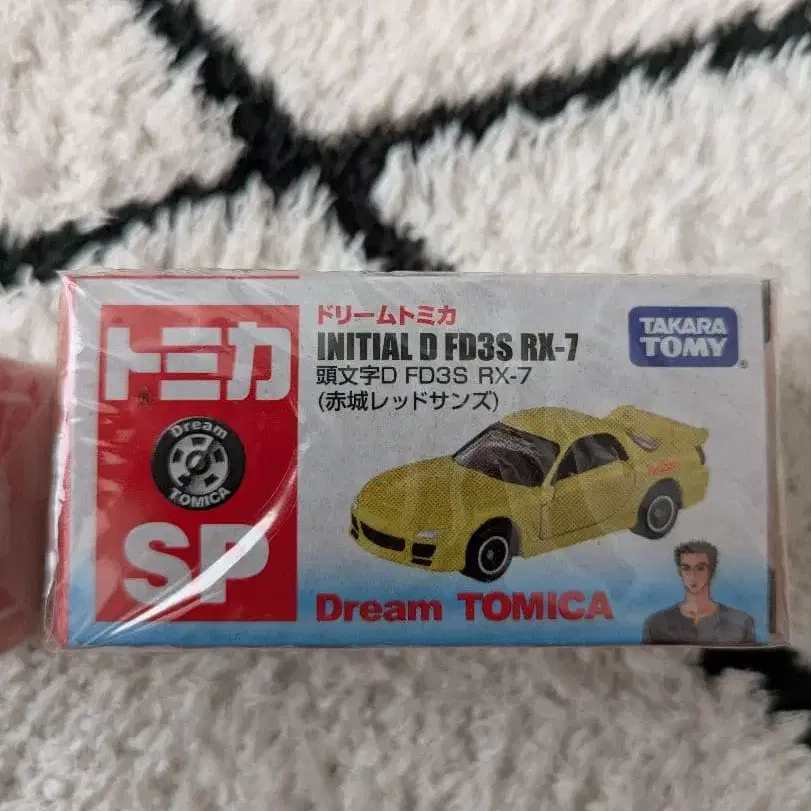 トミカ
Dream
TOMICA
SP
ドリームトミカ
INITIAL D FD3S RX-7
頭文字D FD3S RX-7
(赤城レッドサンズ)
TAKARA
TOMY
Dream TOMICA